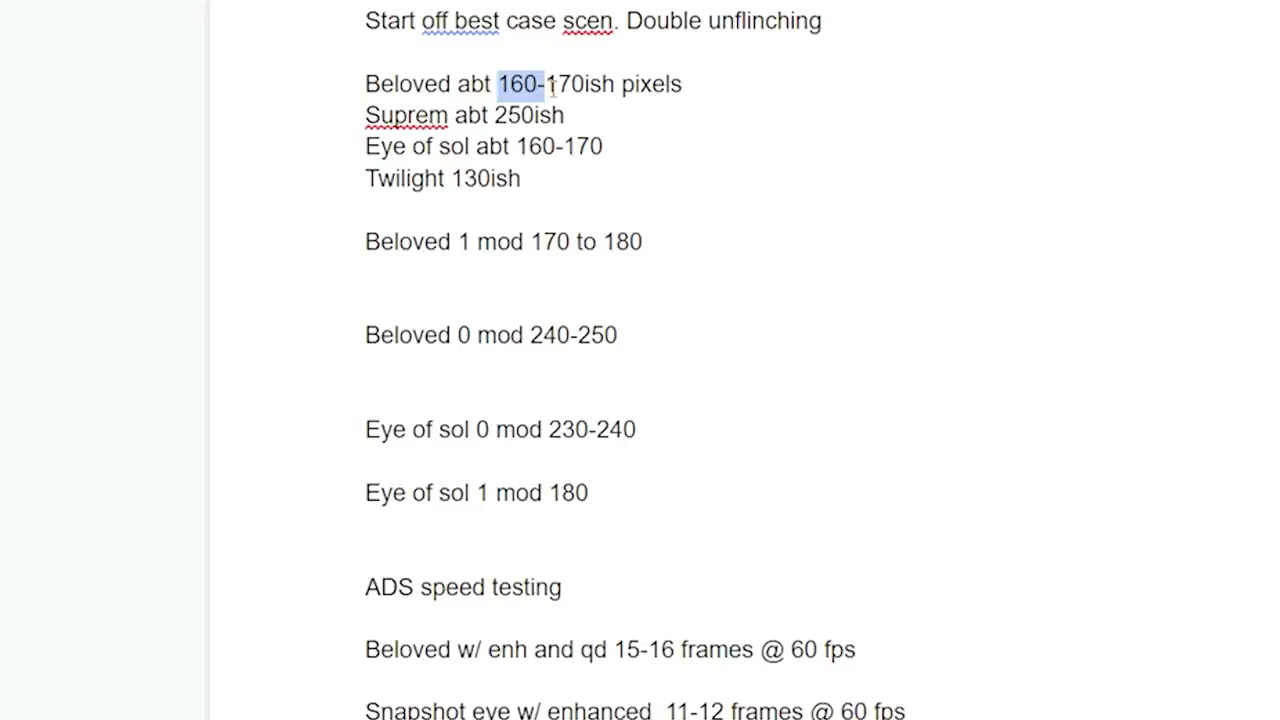 Start off best case scen. Double unflinching
Beloved abt 160-170ish pixels
Suprem abt 250ish
Eye of sol abt 160-170
Twilight 130ish
Beloved 1 mod 170 to 180
Beloved 0 mod 240-250
Eye of sol 0 mod 230-240
Eye of sol 1 mod 180
ADS speed testing
Beloved w/ enh and qd 15-16 frames @ 60 fps
Snapshot eye w/ enhanced  11-12 frames @ 60 fps